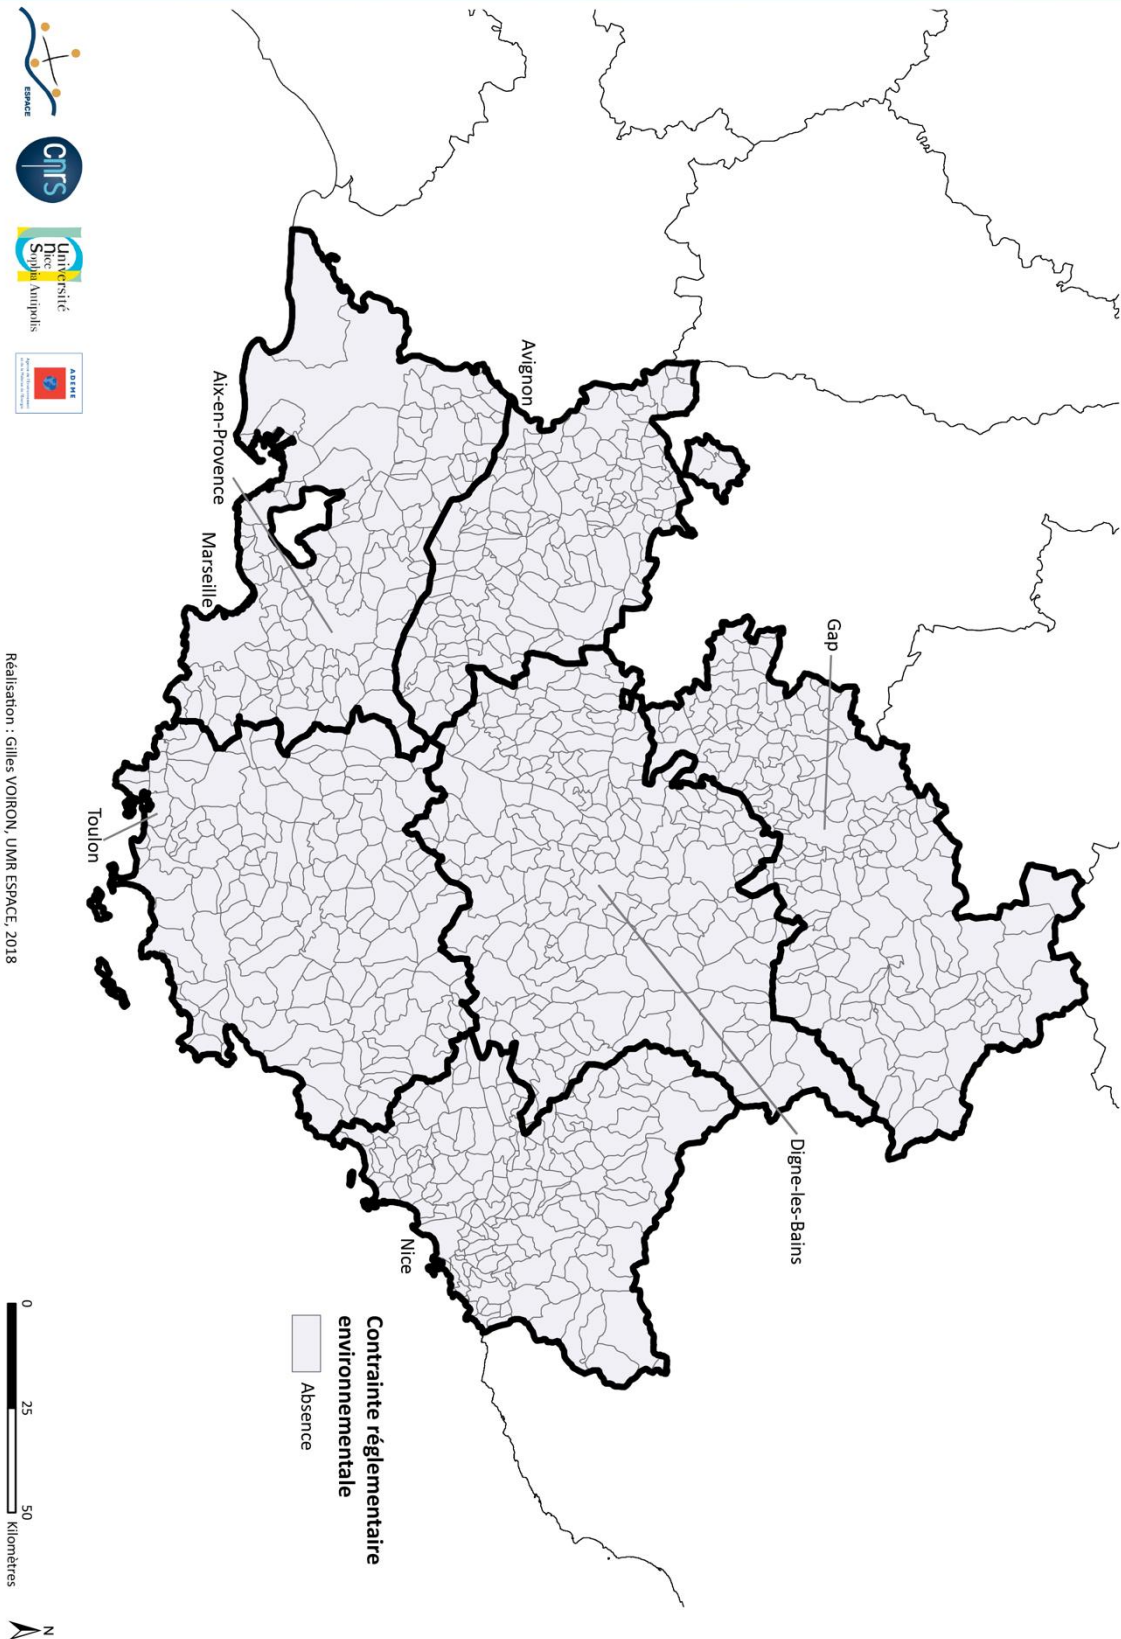 Gap
Digne-les-Bains
Avignon
Nice
Aix-en-Provence
Marseille
Toulon
Contrainte réglementaire
environnementale
Absence
0 25 50
Kilomètres
N
Réalisation : Gilles VOIRON, UMR ESPACE, 2018
ESPACE
cnrs
Université
nice
Sophia Antipolis
ADEME